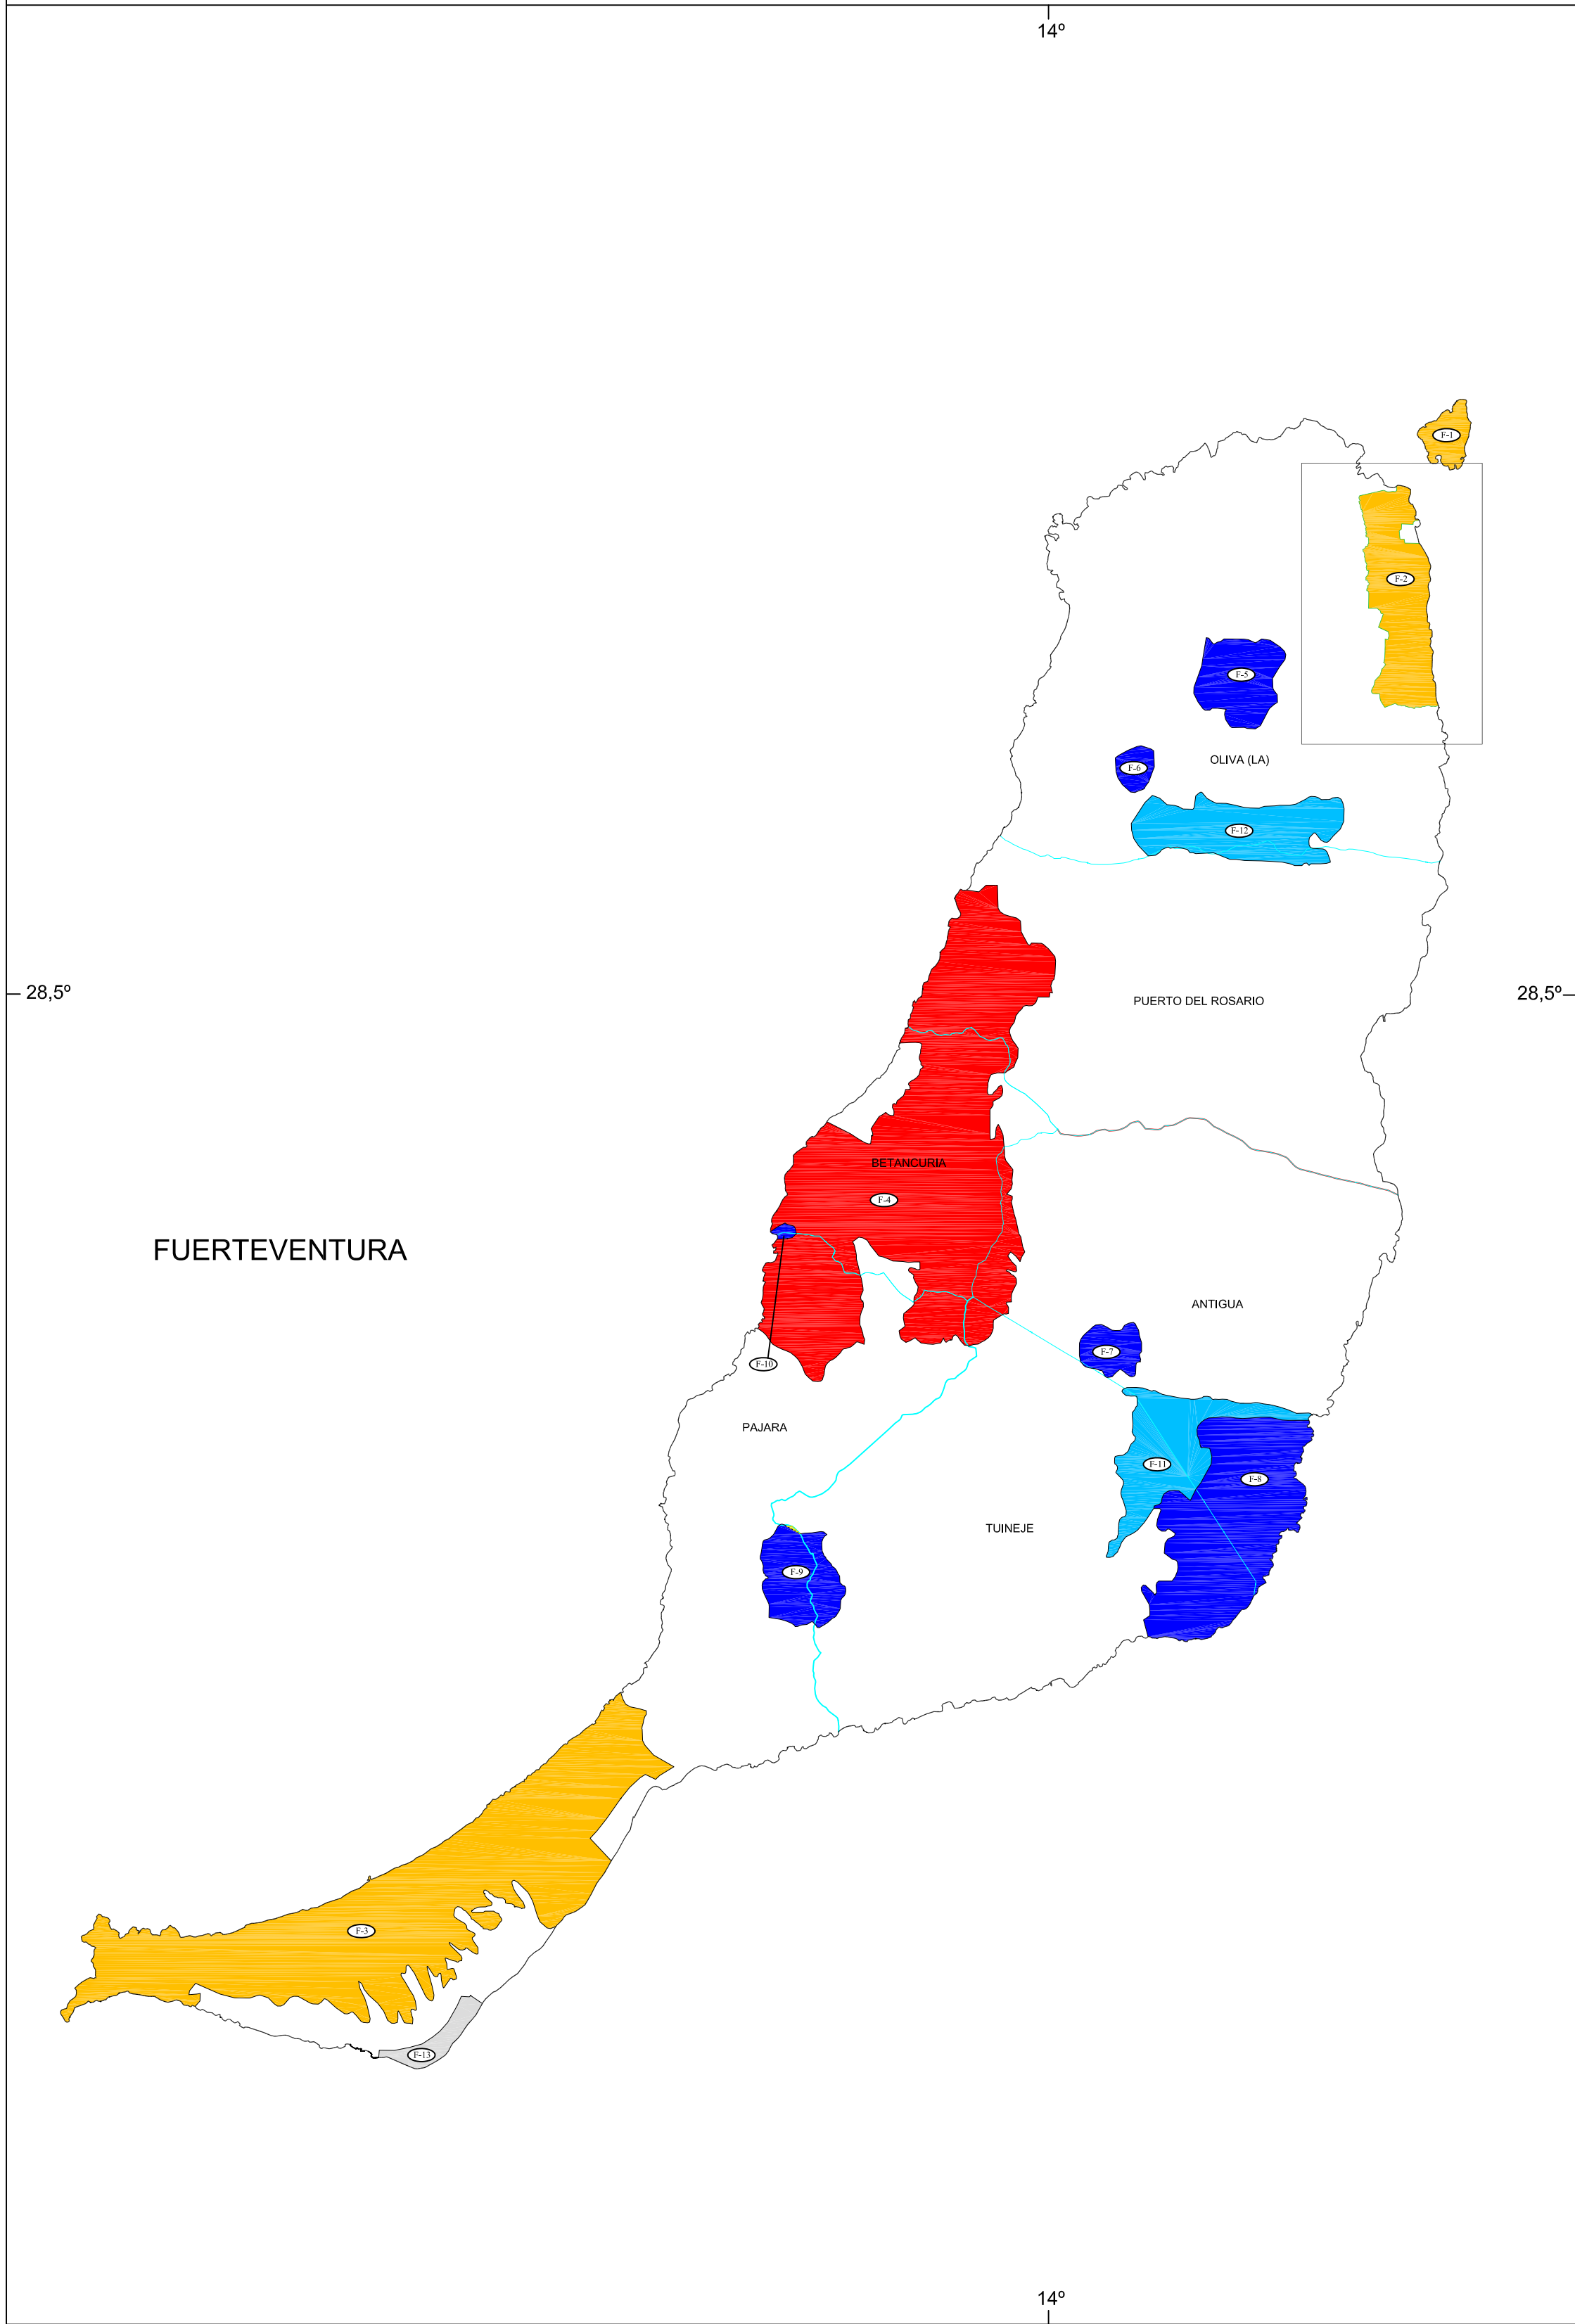 14º
F-1
F-2
F-5
OLIVA (LA)
F-6
F-12
28,5º
PUERTO DEL ROSARIO
28,5º
BETANCURIA
F-4
FUERTEVENTURA
ANTIGUA
F-7
F-10
PAJARA
F-11
F-8
TUINEJE
F-9
F-3
F-13
14º